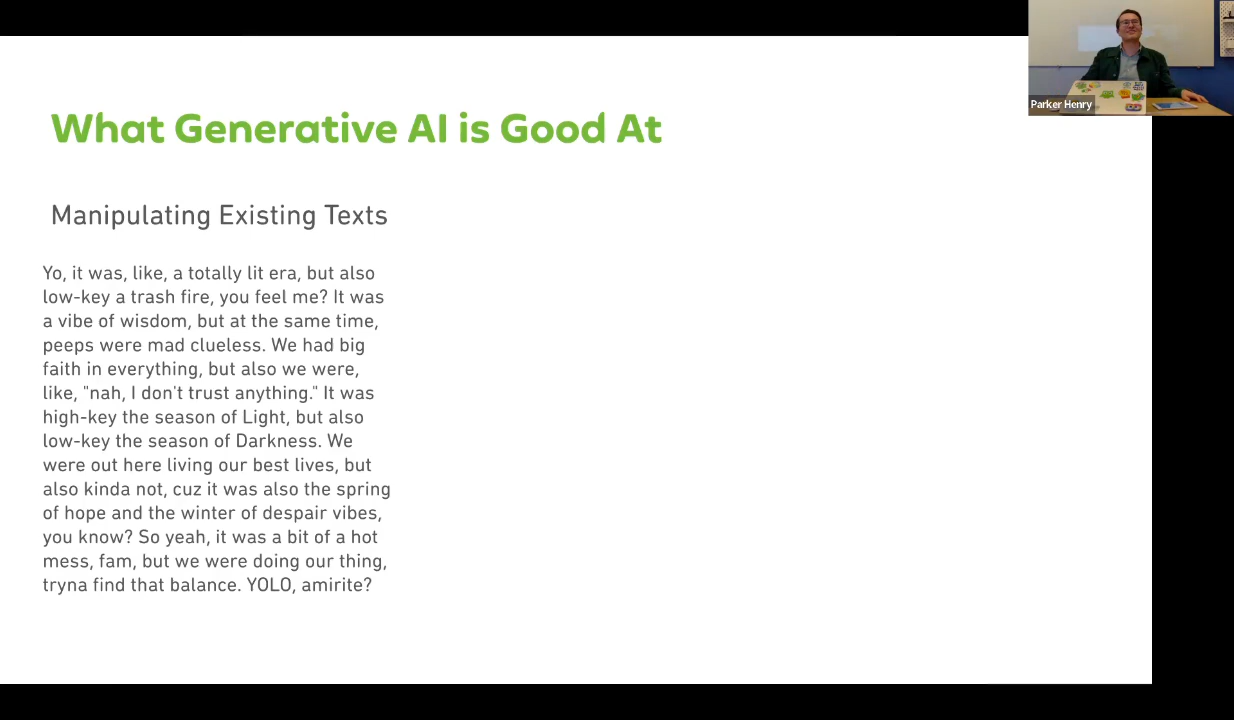 What Generative AI is Good At
Parker Henry
Manipulating Existing Texts
Yo, it was, like, a totally lit era, but also
low-key a trash fire, you feel me? It was
a vibe of wisdom, but at the same time,
peeps were mad clueless. We had big
faith in everything, but also we were,
like, "nah, I don't trust anything." It was
high-key the season of Light, but also
low-key the season of Darkness. We
were out here living our best lives, but
also kinda not, cuz it was also the spring
of hope and the winter of despair vibes,
you know? So yeah, it was a bit of a hot
mess, fam, but we were doing our thing,
tryna find that balance. YOLO, amirite?